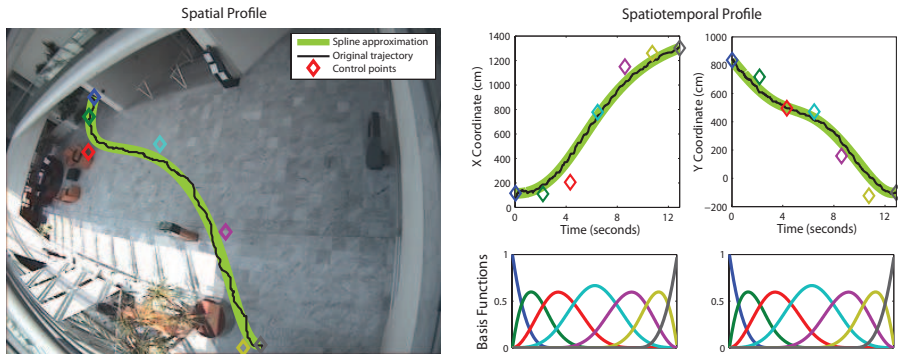 Spatial Profile
Spline approximation
Original trajectory
Control points
Spatiotemporal Profile
1400
1200
1000
800
600
400
200
0
0 4 8 12
X Coordinate (cm)
Time (seconds)
1000
800
600
400
200
0
−200
0 4 8 12
Y Coordinate (cm)
Time (seconds)
1
0.5
0
Basis Functions
1
0.5
0